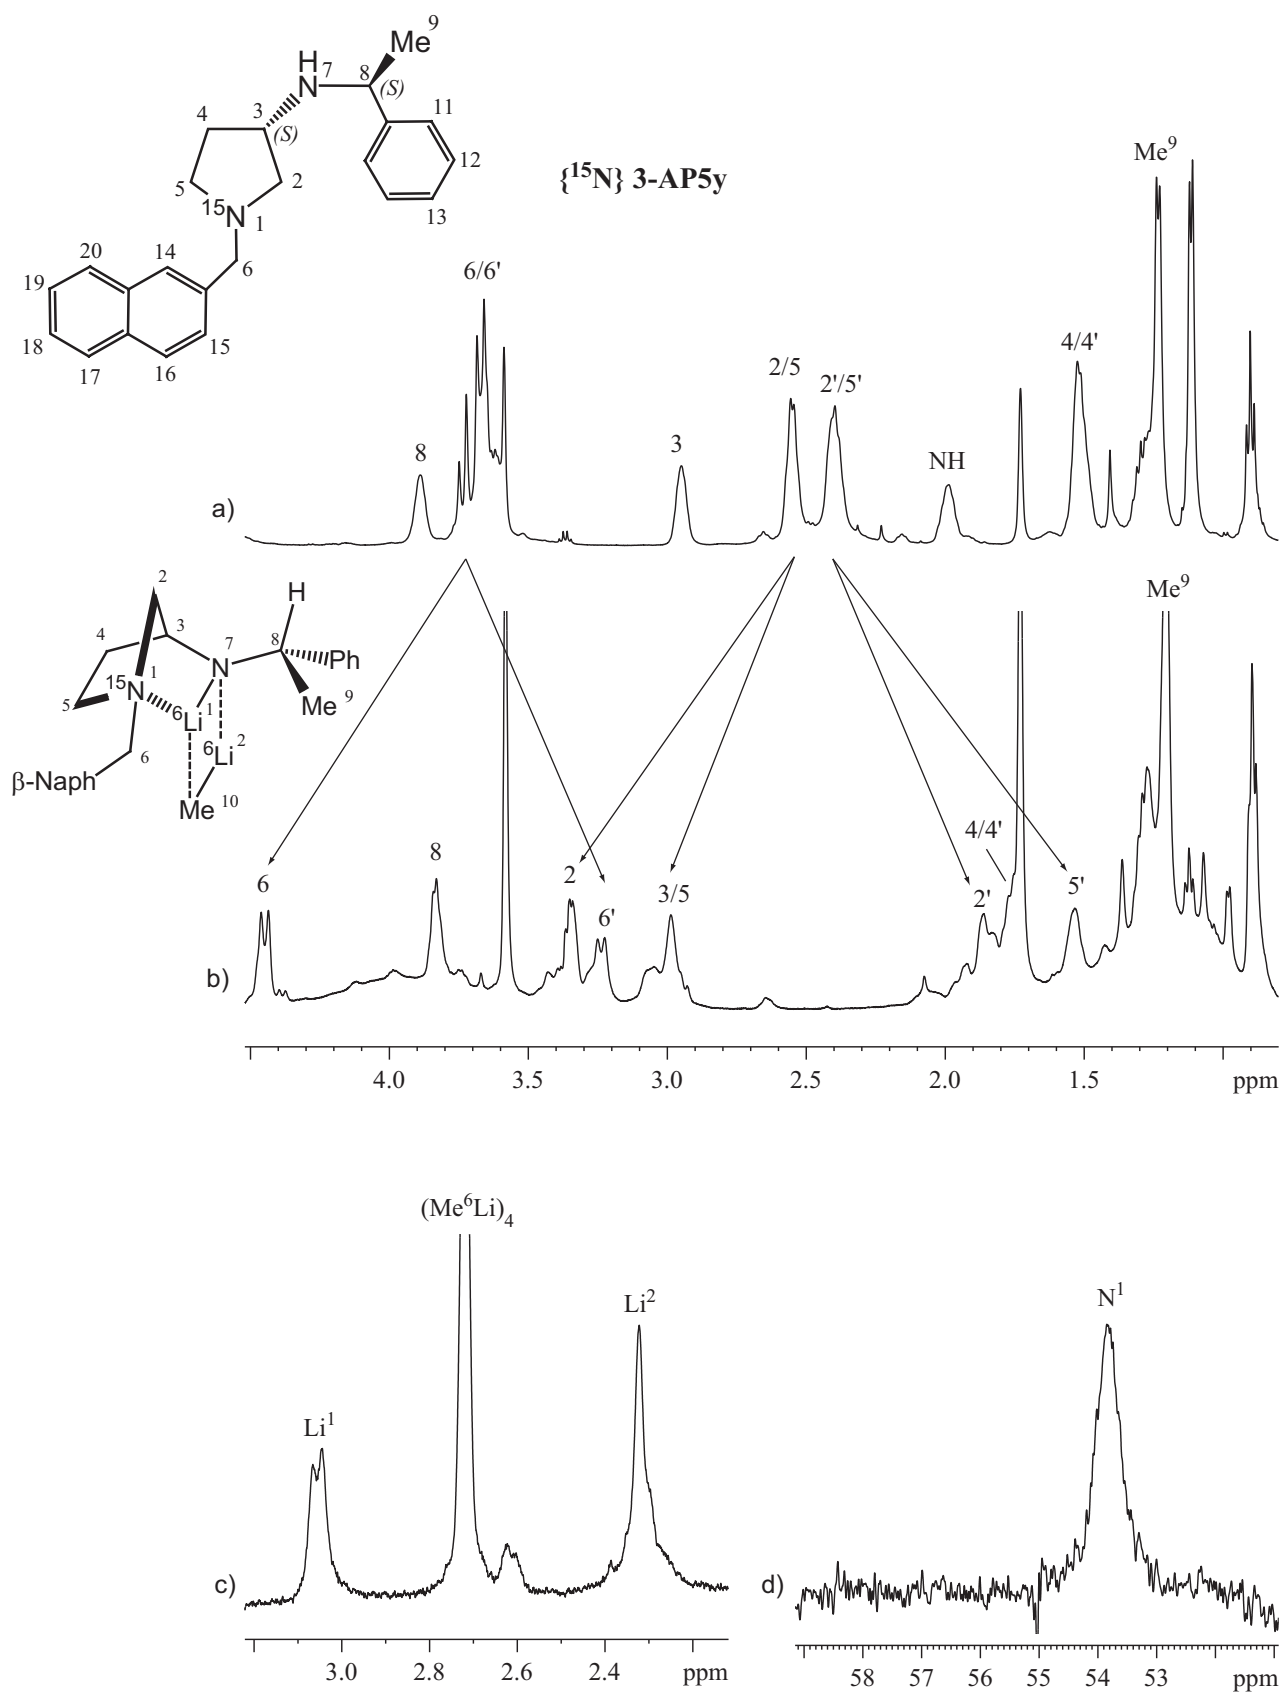 Me⁹
H
N⁷
8
(S)
4
3
(S)
11
12
13
{¹⁵N} 3-AP5y
5
2
¹⁵N
1
6
20
14
19
18
17
16
15
6/6'
8
3
2/5
2'/5'
NH
4/4'
Me⁹
a)
2
H
4
3
7
8
N
Ph
Me 9
5
¹⁵N
1
⁶Li 1
⁶Li 2
6
β-Naph
Me 10
Me⁹
6
8
2
6'
3/5
4/4'
2'
5'
b)
4.0 3.5 3.0 2.5 2.0 1.5 ppm
(Me⁶Li)₄
Li¹
Li²
c)
3.0 2.8 2.6 2.4 ppm
N¹
d)
58 57 56 55 54 53 ppm